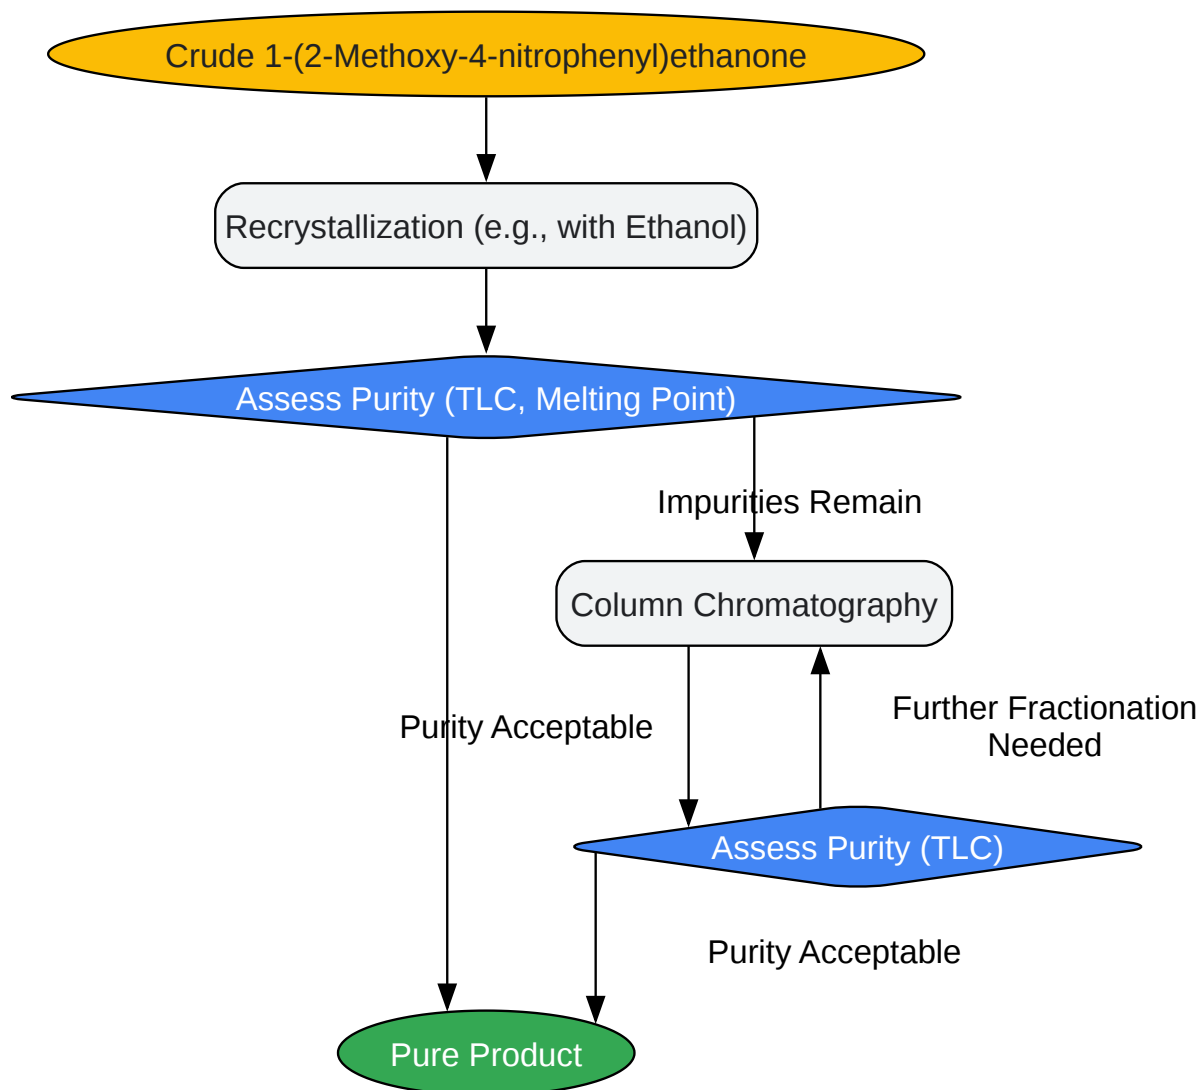 Crude 1-(2-Methoxy-4-nitrophenyl)ethanone
Recrystallization (e.g., with Ethanol)
Assess Purity (TLC, Melting Point)
Impurities Remain
Column Chromatography
Further Fractionation
Needed
Purity Acceptable
Assess Purity (TLC)
Purity Acceptable
Pure Product